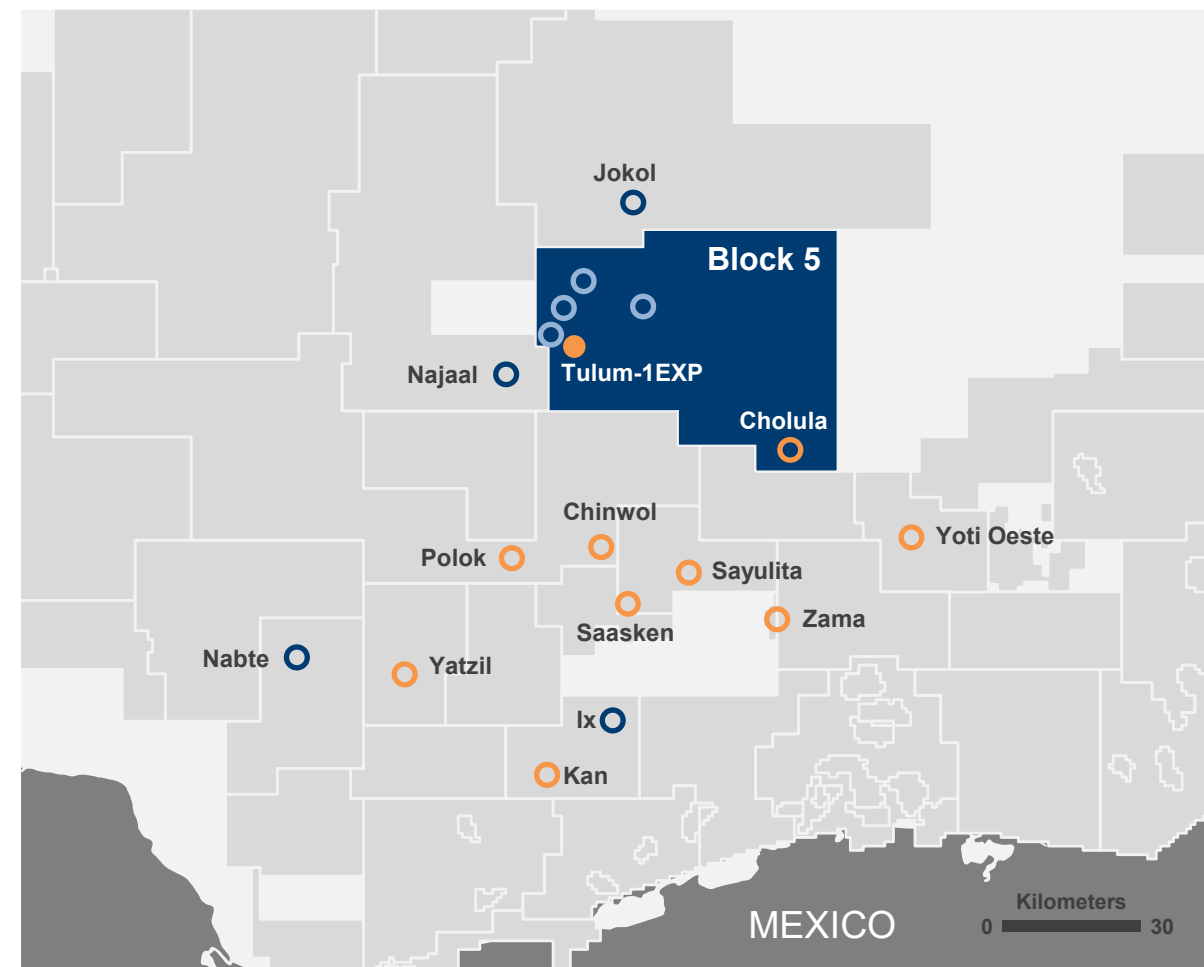 Jokol
Block 5
Najaal
Tulum-1EXP
Cholula
Chinwol
Yoti Oeste
Polok
Sayulita
Saasken
Zama
Nabte
Yatzil
Ix
Kan
Kilometers
MEXICO
0 30